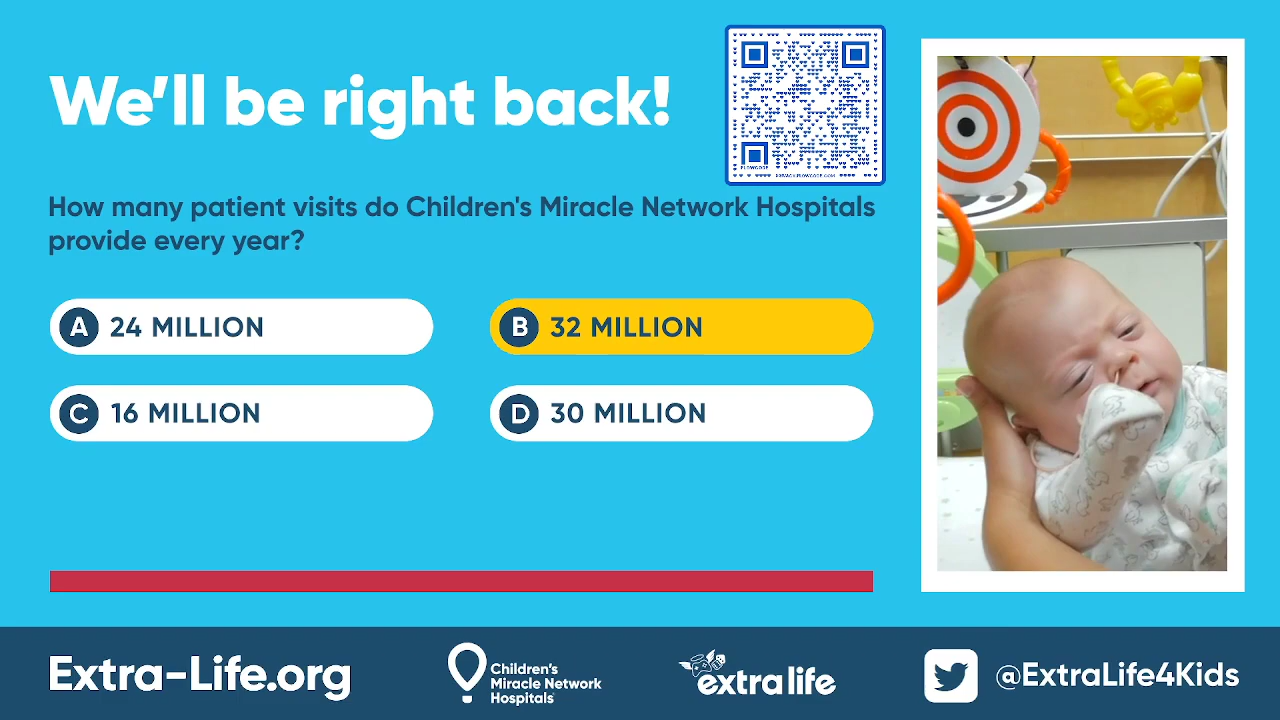 We'll be right back!
FLOWCODE
How many patient visits do Children's Miracle Network Hospitals
provide every year?
A 24 MILLION
B 32 MILLION
C 16 MILLION
D 30 MILLION
Extra-Life.org
Children's
Miracle Network
Hospitals
extra life
@ExtraLife4Kids